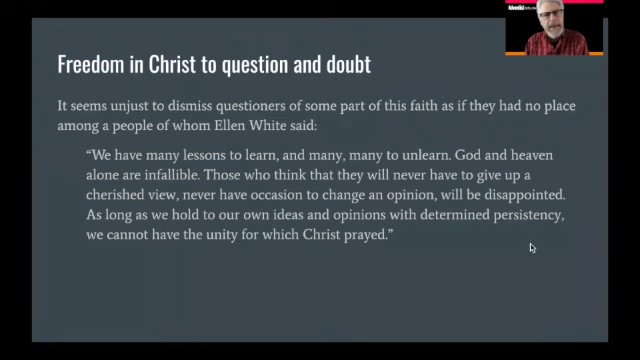 Adventist
Freedom in Christ to question and doubt
It seems unjust to dismiss questioners of some part of this faith as if they had no place
among a people of whom Ellen White said:
“We have many lessons to learn, and many, many to unlearn. God and heaven
alone are infallible. Those who think that they will never have to give up a
cherished view, never have occasion to change an opinion, will be disappointed.
As long as we hold to our own ideas and opinions with determined persistency,
we cannot have the unity for which Christ prayed.”